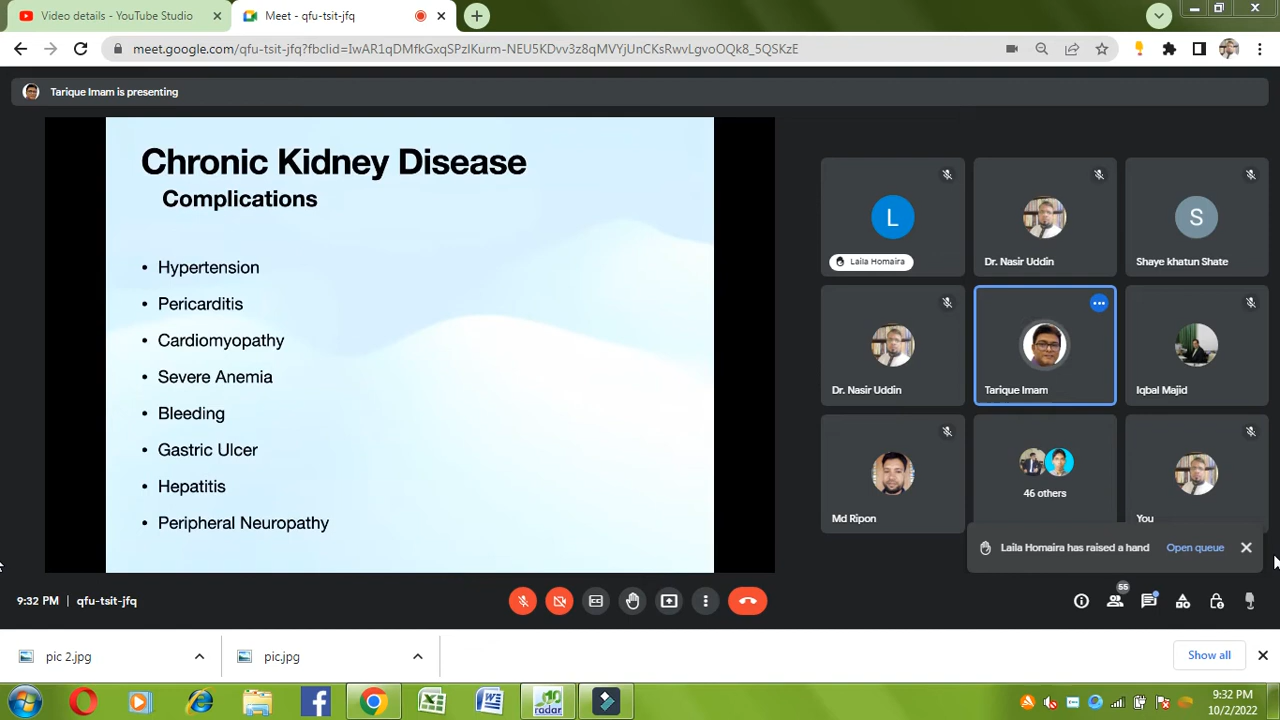 Video details - YouTube Studio
Meet - qfu-tsit-jfq
meet.google.com/qfu-tsit-jfq?fbclid=IwAR1qDMfkGxqSPzlKurm-NEU5KDvv3z8qMVYjUnCKsRwvLgvoOQk8_5QSKzE
Tarique Imam is presenting
Chronic Kidney Disease
Complications
• Hypertension
• Pericarditis
• Cardiomyopathy
• Severe Anemia
• Bleeding
• Gastric Ulcer
• Hepatitis
• Peripheral Neuropathy
L
Laila Homaira
Dr. Nasir Uddin
S
Shaye khatun Shate
Dr. Nasir Uddin
Tarique Imam
Iqbal Majid
Md Ripon
46 others
You
Laila Homaira has raised a hand
Open queue
9:32 PM | qfu-tsit-jfq
55
pic 2.jpg
pic.jpg
Show all
10
radar
9:32 PM
10/2/2022